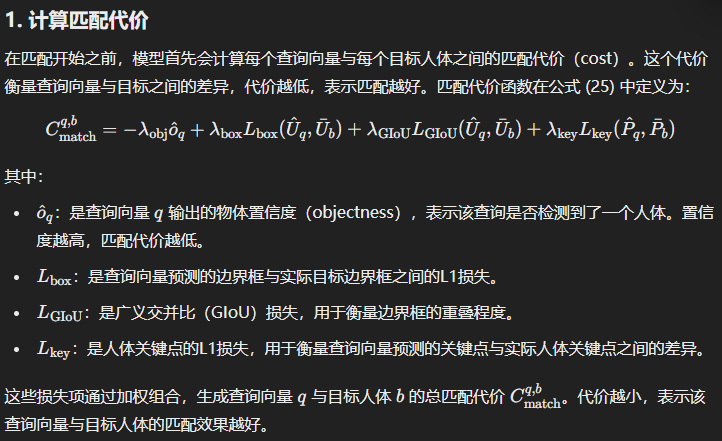 1. 计算匹配代价
在匹配开始之前，模型首先会计算每个查询向量与每个目标人体之间的匹配代价（cost）。这个代价
衡量查询向量与目标之间的差异，代价越低，表示匹配越好。匹配代价函数在公式 (25) 中定义为：
$C_{\text{match}}^{q,b} = -\lambda_{\text{obj}}\hat{o}_q + \lambda_{\text{box}}L_{\text{box}}(\hat{U}_q, \bar{U}_b) + \lambda_{\text{GIoU}}L_{\text{GIoU}}(\hat{U}_q, \bar{U}_b) + \lambda_{\text{key}}L_{\text{key}}(\hat{P}_q, \bar{P}_b)$
其中：
• $\hat{o}_q$：是查询向量 $q$ 输出的物体置信度（objectness），表示该查询是否检测到了一个人体。置信
度越高，匹配代价越低。
• $L_{\text{box}}$：是查询向量预测的边界框与实际目标边界框之间的L1损失。
• $L_{\text{GIoU}}$：是广义交并比（GIoU）损失，用于衡量边界框的重叠程度。
• $L_{\text{key}}$：是人体关键点的L1损失，用于衡量查询向量预测的关键点与实际人体关键点之间的差异。
这些损失项通过加权组合，生成查询向量 $q$ 与目标人体 $b$ 的总匹配代价 $C_{\text{match}}^{q,b}$。代价越小，表示该
查询向量与目标人体的匹配效果越好。